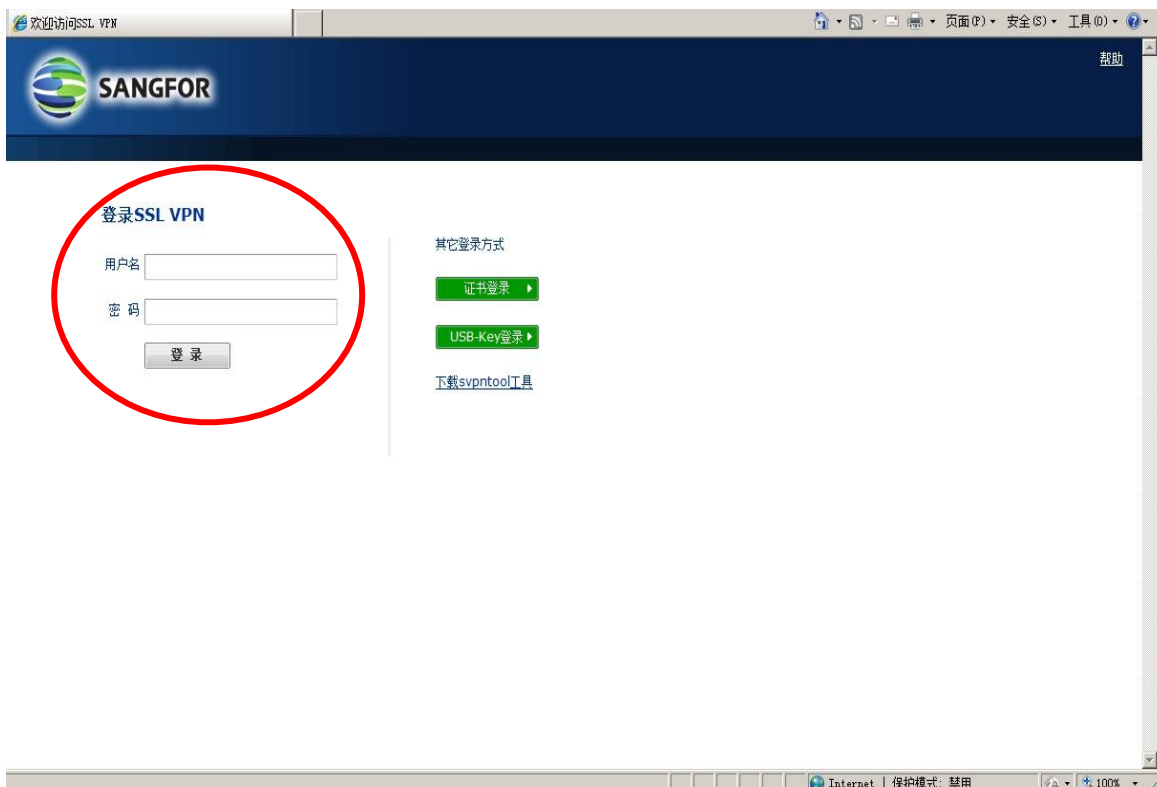 欢迎访问SSL VPN
页面(P) 安全(S) 工具(O)
帮助
SANGFOR
登录SSL VPN
用户名
密 码
登 录
其它登录方式
证书登录
USB-Key登录
下载svpntool工具
Internet | 保护模式: 禁用
100%